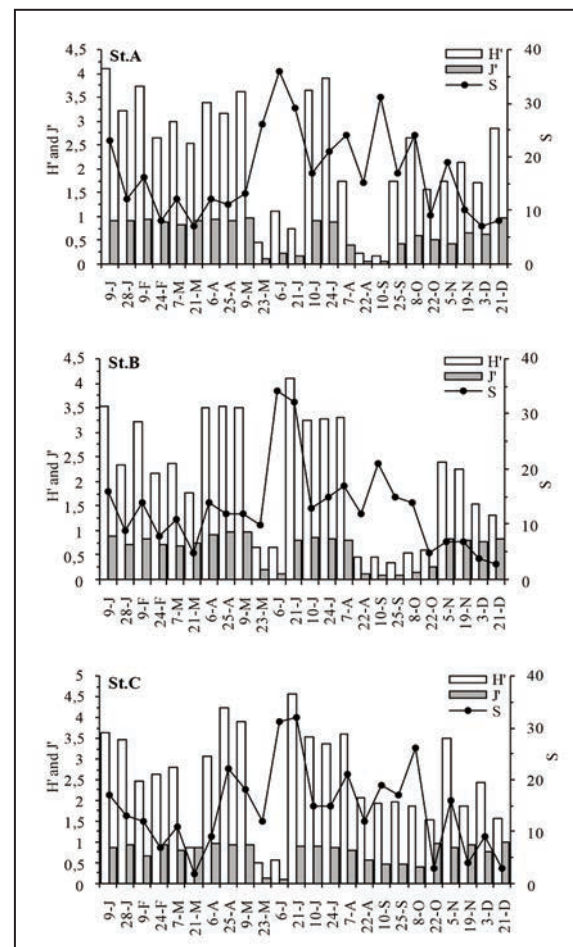 St.A
H'
J'
S
4,5
4
3,5
3
2,5
2
1,5
1
0,5
0
H' and J'
40
30
20
10
0
S
9-J 28-J 9-F 24-F 7-M 21-M 6-A 25-A 9-M 23-M 6-J 21-J 10-J 24-J 7-A 22-A 10-S 25-S 8-O 22-O 5-N 19-N 3-D 21-D
St.B
H'
J'
S
4,5
4
3,5
3
2,5
2
1,5
1
0,5
0
H' and J'
40
30
20
10
0
S
9-J 28-J 9-F 24-F 7-M 21-M 6-A 25-A 9-M 23-M 6-J 21-J 10-J 24-J 7-A 22-A 10-S 25-S 8-O 22-O 5-N 19-N 3-D 21-D
St.C
H'
J'
S
5
4,5
4
3,5
3
2,5
2
1,5
1
0,5
0
H' and J'
40
30
20
10
0
S
9-J 28-J 9-F 24-F 7-M 21-M 6-A 25-A 9-M 23-M 6-J 21-J 10-J 24-J 7-A 22-A 10-S 25-S 8-O 22-O 5-N 19-N 3-D 21-D